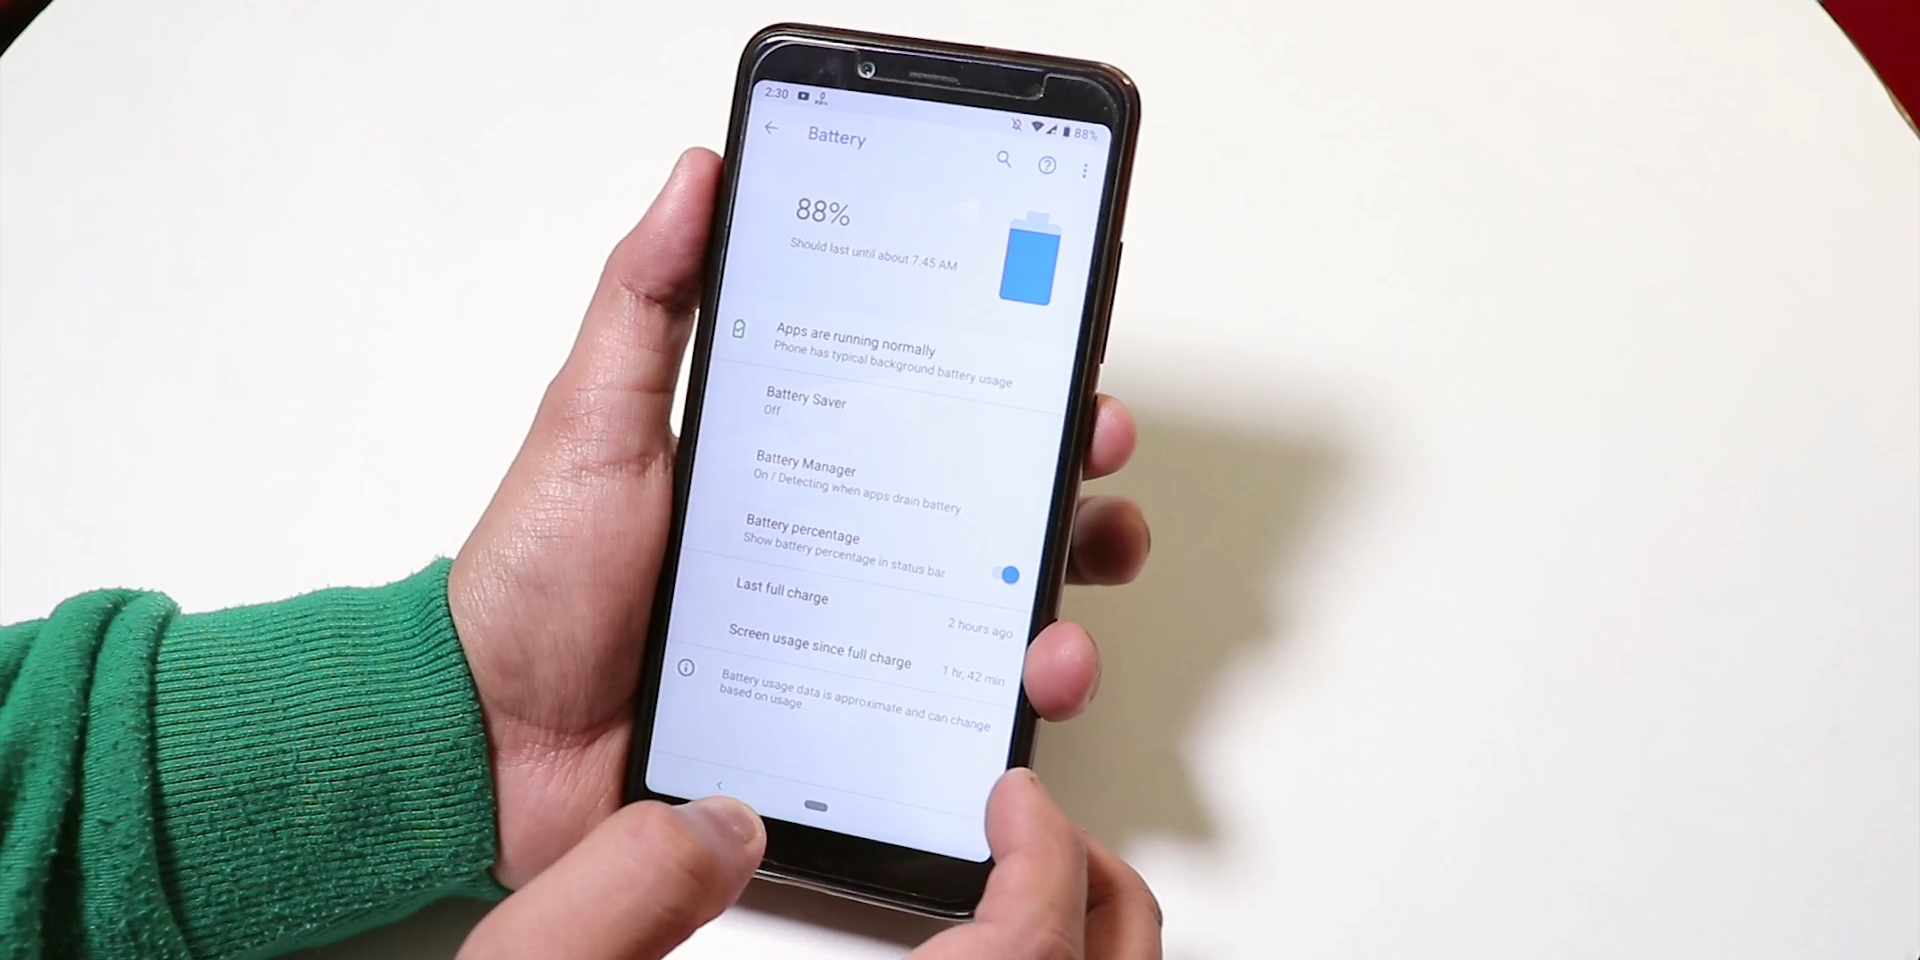 2:30
88%
Battery
88%
Should last until about 7:45 AM
Apps are running normally
Phone has typical background battery usage
Battery Saver
Off
Battery Manager
On / Detecting when apps drain battery
Battery percentage
Show battery percentage in status bar
Last full charge
2 hours ago
Screen usage since full charge
1 hr, 42 min
Battery usage data is approximate and can change
based on usage